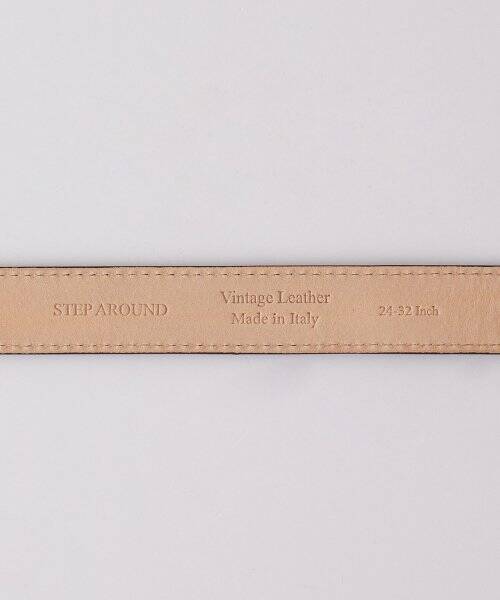 STEP AROUND
Vintage Leather
Made in Italy
24-32 Inch